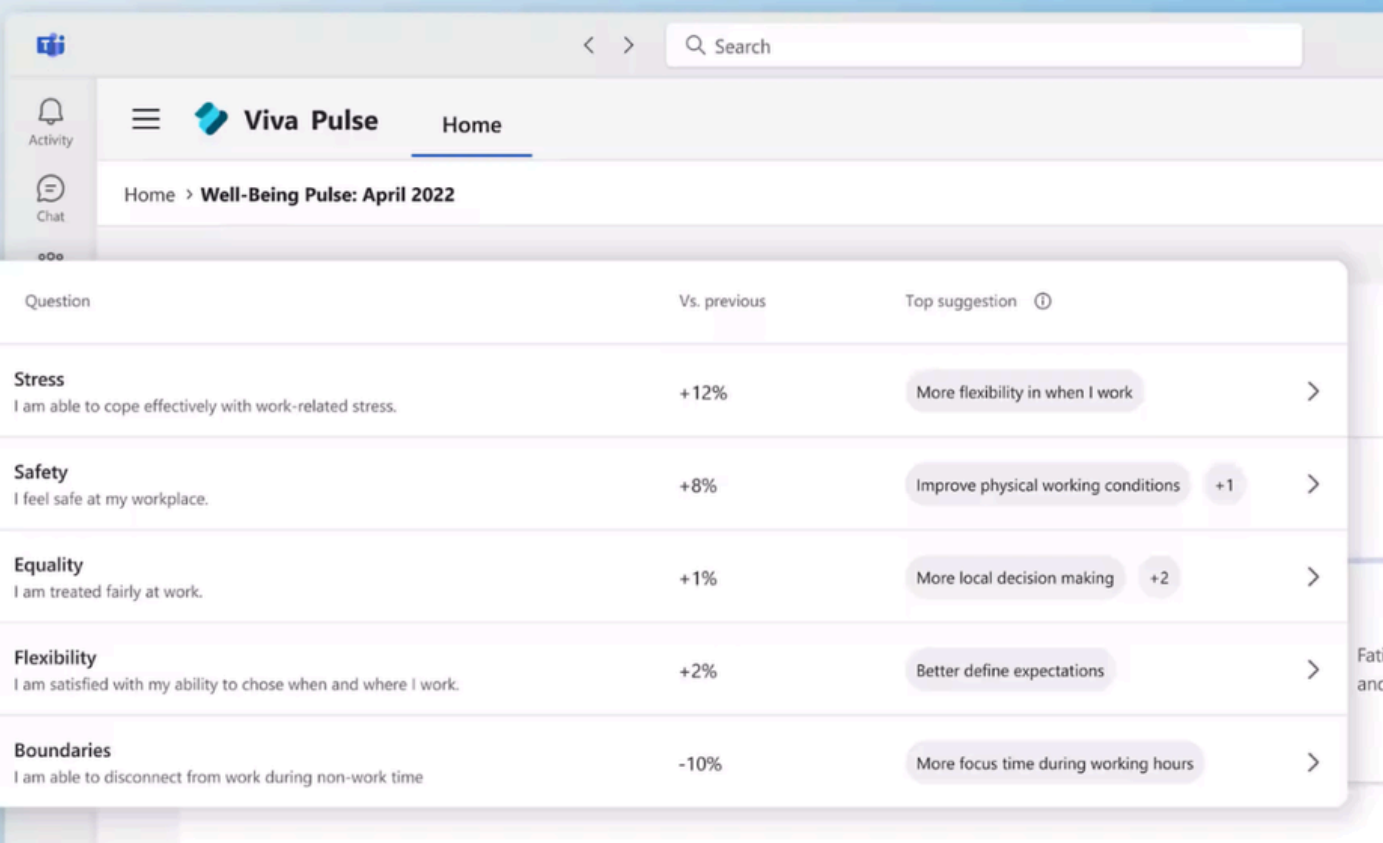 Search
Activity
Viva Pulse
Home
Chat
Home > Well-Being Pulse: April 2022
Question Vs. previous Top suggestion
Stress
I am able to cope effectively with work-related stress.
+12%
More flexibility in when I work
Safety
I feel safe at my workplace.
+8%
Improve physical working conditions +1
Equality
I am treated fairly at work.
+1%
More local decision making +2
Flexibility
I am satisfied with my ability to chose when and where I work.
+2%
Better define expectations
Boundaries
I am able to disconnect from work during non-work time
-10%
More focus time during working hours